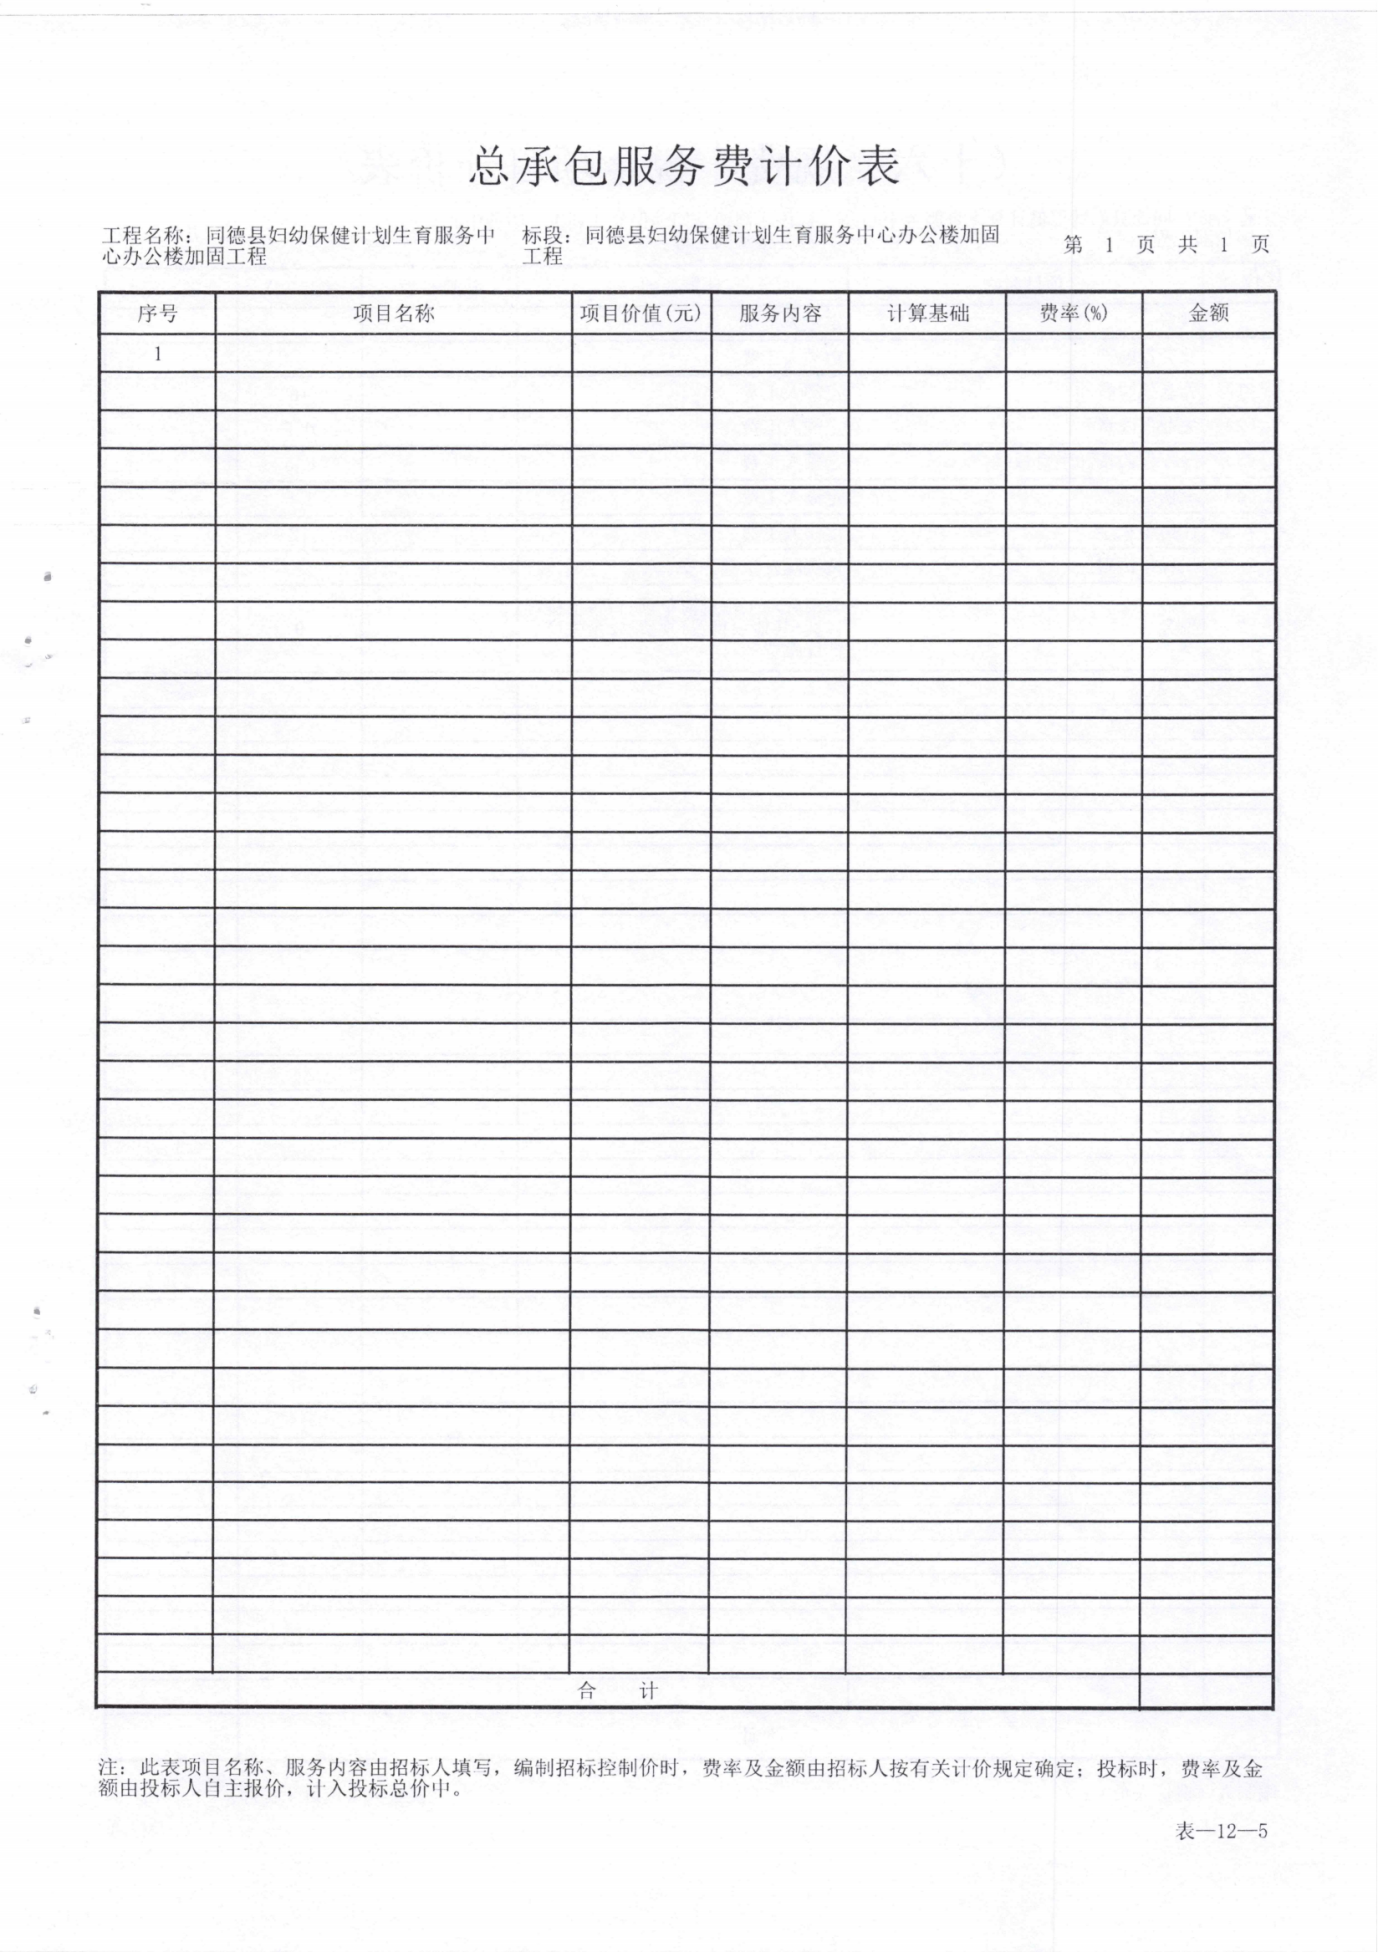 总承包服务费计价表
工程名称：同德县妇幼保健计划生育服务中
心办公楼加固工程
标段：同德县妇幼保健计划生育服务中心办公楼加固
工程
第 1 页 共 1 页
序号 项目名称 项目价值(元) 服务内容 计算基础 费率(%) 金额
1
合 计
注：此表项目名称、服务内容由招标人填写，编制招标控制价时，费率及金额由招标人按有关计价规定确定；投标时，费率及金
额由投标人自主报价，计入投标总价中。
表—12—5